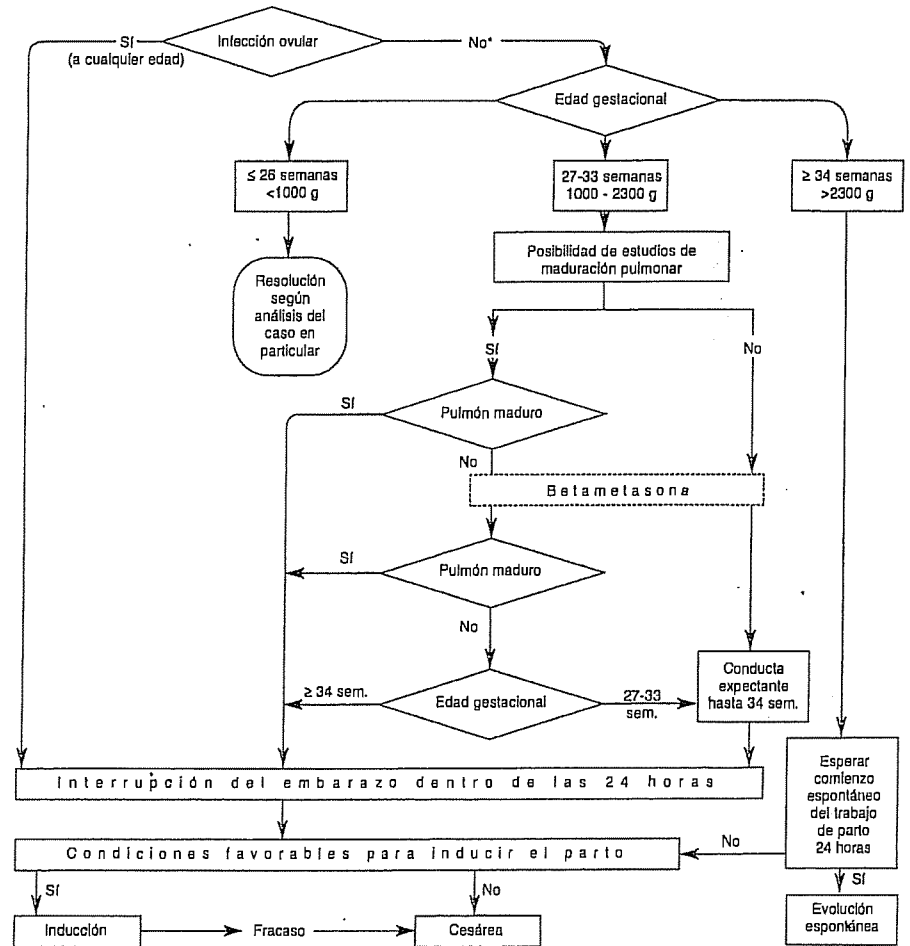 Infección ovular
Sí
(a cualquier edad)
No*
Edad gestacional
≤ 26 semanas
<1000 g
27-33 semanas
1000 - 2300 g
≥ 34 semanas
>2300 g
Posibilidad de estudios de
maduración pulmonar
Resolución
según
análisis del
caso en
particular
Sí
No
Sí
Pulmón maduro
No
Betametasona
Sí
Pulmón maduro
No
≥ 34 sem.
Edad gestacional
27-33
sem.
Conducta
expectante
hasta 34 sem.
Interrupción del embarazo dentro de las 24 horas
Esperar
comienzo
espontáneo
del trabajo
de parto
24 horas
Condiciones favorables para inducir el parto
No
Sí
No
Sí
Inducción
Fracaso
Cesárea
Evolución
espontánea